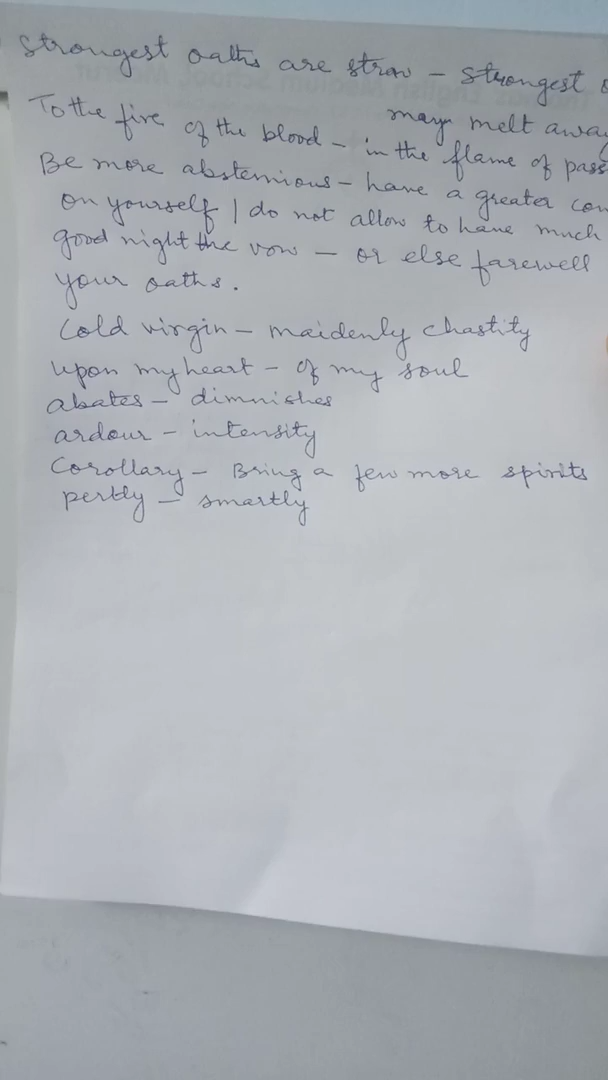 Strongest oaths are straw – Strongest
may melt away
To the fire of the blood – in the flame of pass
Be more abstemious – have a greater con
on yourself / do not allow to have much
good night the vow – or else farewell
your oaths.
Cold virgin – maidenly chastity
upon my heart – of my soul
abates – dimnishes
ardour – intensity
Corollary – Bring a few more spirits
pertly – smartly